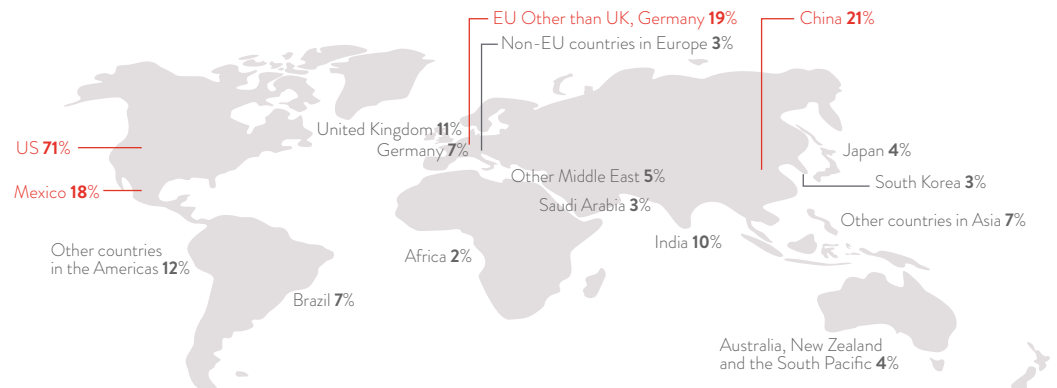 EU Other than UK, Germany 19%
China 21%
Non-EU countries in Europe 3%
United Kingdom 11%
US 71%
Germany 7%
Japan 4%
Other Middle East 5%
South Korea 3%
Mexico 18%
Saudi Arabia 3%
Other countries in Asia 7%
India 10%
Other countries
in the Americas 12%
Africa 2%
Brazil 7%
Australia, New Zealand
and the South Pacific 4%